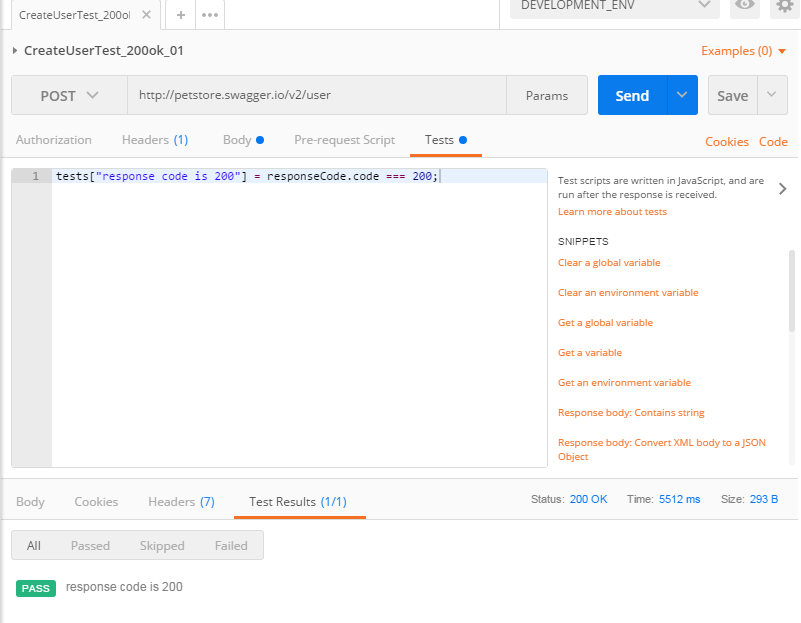 CreateUserTest_200ol
DEVELOPMENT_ENV
CreateUserTest_200ok_01
Examples (0)
POST
http://petstore.swagger.io/v2/user
Params
Send
Save
Authorization
Headers (1)
Body
Pre-request Script
Tests
Cookies
Code
1
tests["response code is 200"] = responseCode.code === 200;
Test scripts are written in JavaScript, and are
run after the response is received.
Learn more about tests
SNIPPETS
Clear a global variable
Clear an environment variable
Get a global variable
Get a variable
Get an environment variable
Response body: Contains string
Response body: Convert XML body to a JSON
Object
Body
Cookies
Headers (7)
Test Results (1/1)
Status: 200 OK
Time: 5512 ms
Size: 293 B
All
Passed
Skipped
Failed
PASS
response code is 200